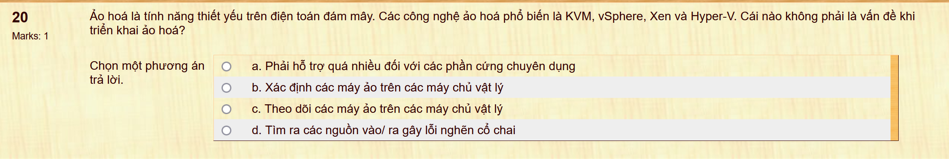 20
Marks: 1
Ảo hoá là tính năng thiết yếu trên điện toán đám mây. Các công nghệ ảo hoá phổ biến là KVM, vSphere, Xen và Hyper-V. Cái nào không phải là vấn đề khi
triển khai ảo hoá?
Chọn một phương án
trả lời.
a. Phải hỗ trợ quá nhiều đối với các phần cứng chuyên dụng
b. Xác định các máy ảo trên các máy chủ vật lý
c. Theo dõi các máy ảo trên các máy chủ vật lý
d. Tìm ra các nguồn vào/ ra gây lỗi nghẽn cổ chai